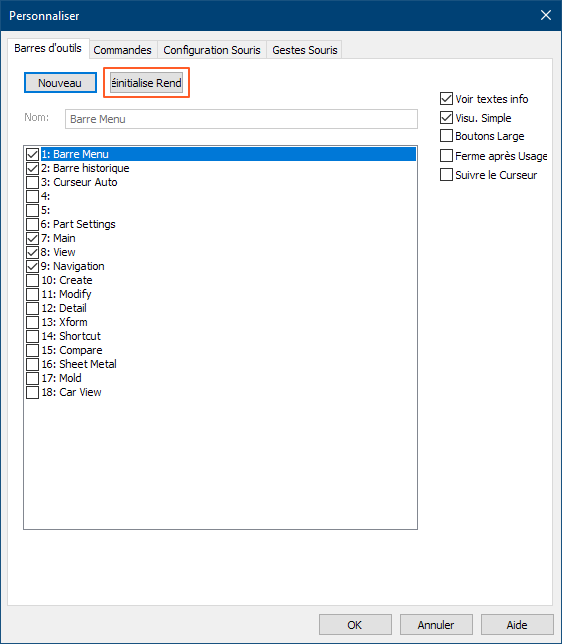 Personnaliser
Barres d'outils
Commandes
Configuration Souris
Gestes Souris
Nouveau
éinitialise Rend
Nom:
Barre Menu
Voir textes info
Visu. Simple
Boutons Large
Ferme après Usage
Suivre le Curseur
1: Barre Menu
2: Barre historique
3: Curseur Auto
4:
5:
6: Part Settings
7: Main
8: View
9: Navigation
10: Create
11: Modify
12: Detail
13: Xform
14: Shortcut
15: Compare
16: Sheet Metal
17: Mold
18: Car View
OK
Annuler
Aide